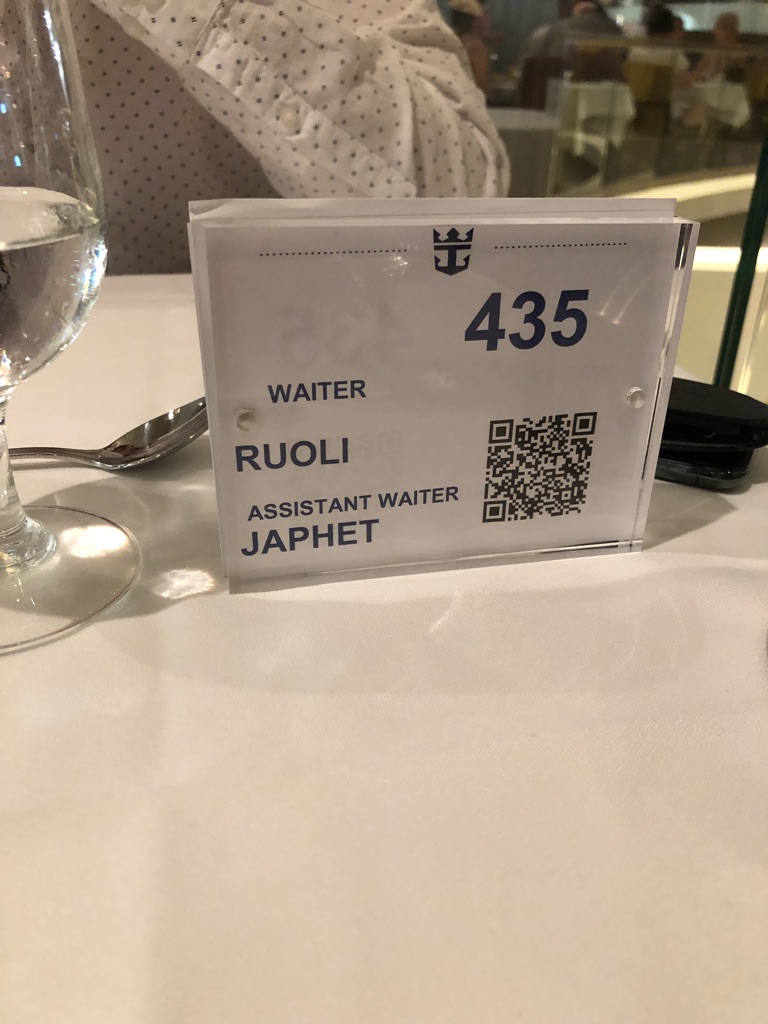 435
WAITER
RUOLI
ASSISTANT WAITER
JAPHET